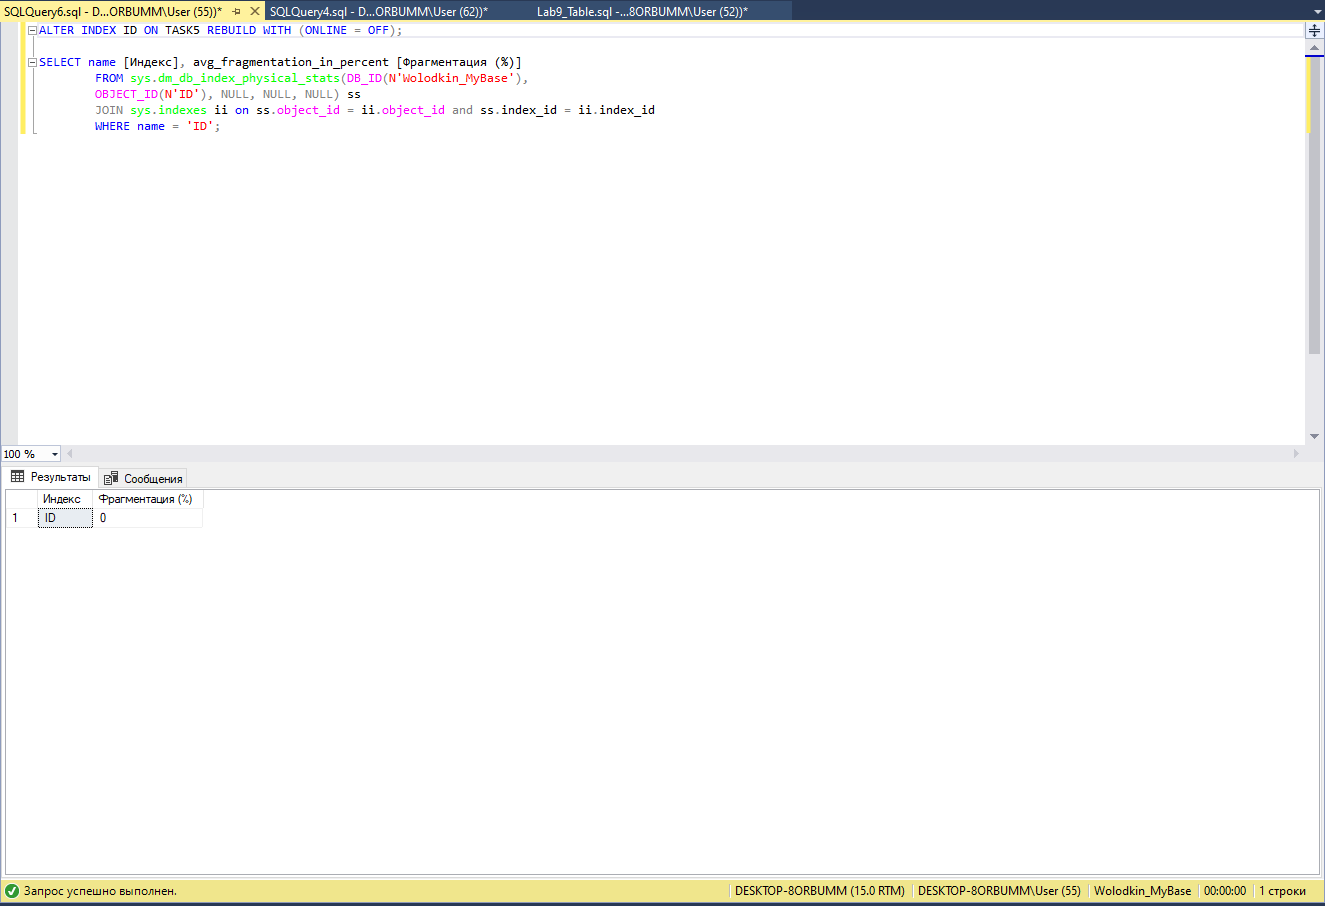 SQLQuery6.sql - D...ORBUMM\User (55))* SQLQuery4.sql - D...ORBUMM\User (62))* Lab9_Table.sql -...8ORBUMM\User (52))*
ALTER INDEX ID ON TASK5 REBUILD WITH (ONLINE = OFF);
SELECT name [Индекс], avg_fragmentation_in_percent [Фрагментация (%)]
FROM sys.dm_db_index_physical_stats(DB_ID(N'Wolodkin_MyBase'),
OBJECT_ID(N'ID'), NULL, NULL, NULL) ss
JOIN sys.indexes ii on ss.object_id = ii.object_id and ss.index_id = ii.index_id
WHERE name = 'ID';
100 %
Результаты Сообщения
Индекс Фрагментация (%)
1 ID 0
Запрос успешно выполнен. DESKTOP-8ORBUMM (15.0 RTM) DESKTOP-8ORBUMM\User (55) Wolodkin_MyBase 00:00:00 1 строки